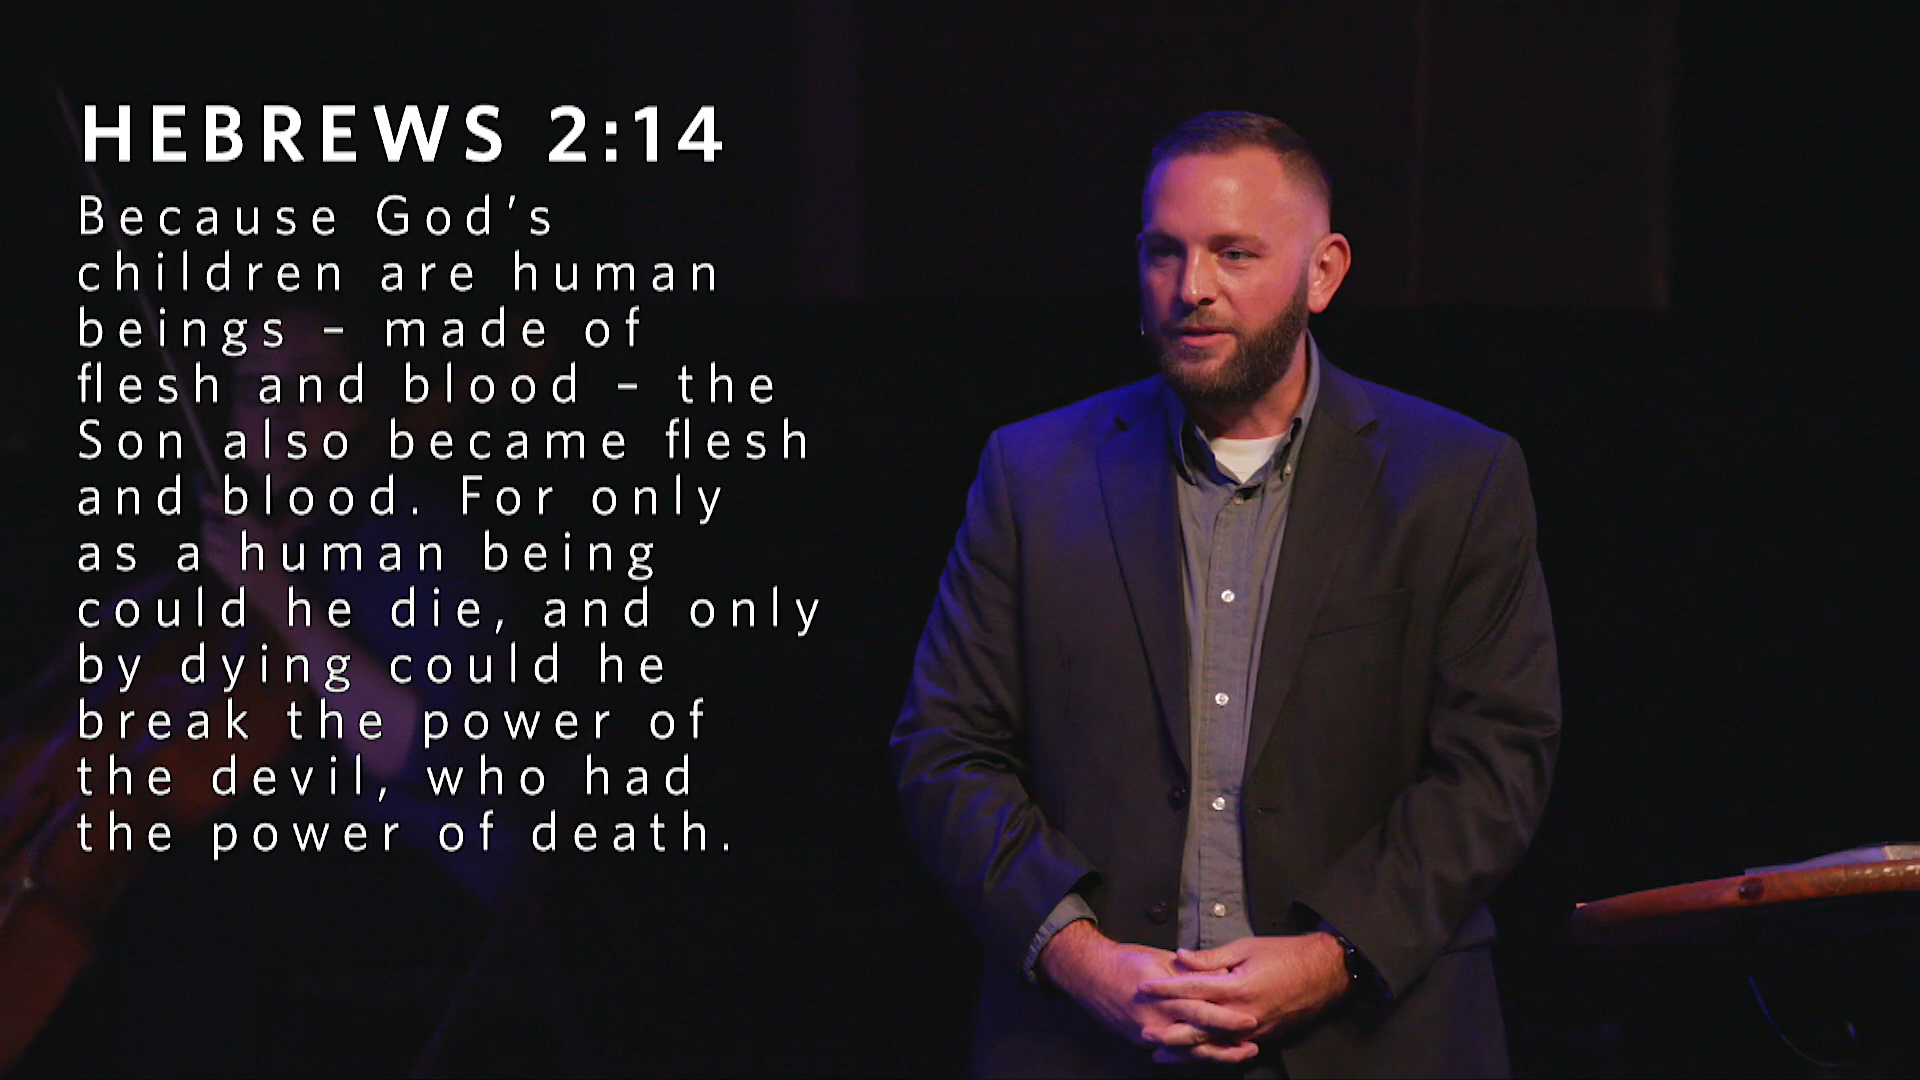 HEBREWS 2:14
Because God’s
children are human
beings – made of
flesh and blood – the
Son also became flesh
and blood. For only
as a human being
could he die, and only
by dying could he
break the power of
the devil, who had
the power of death.